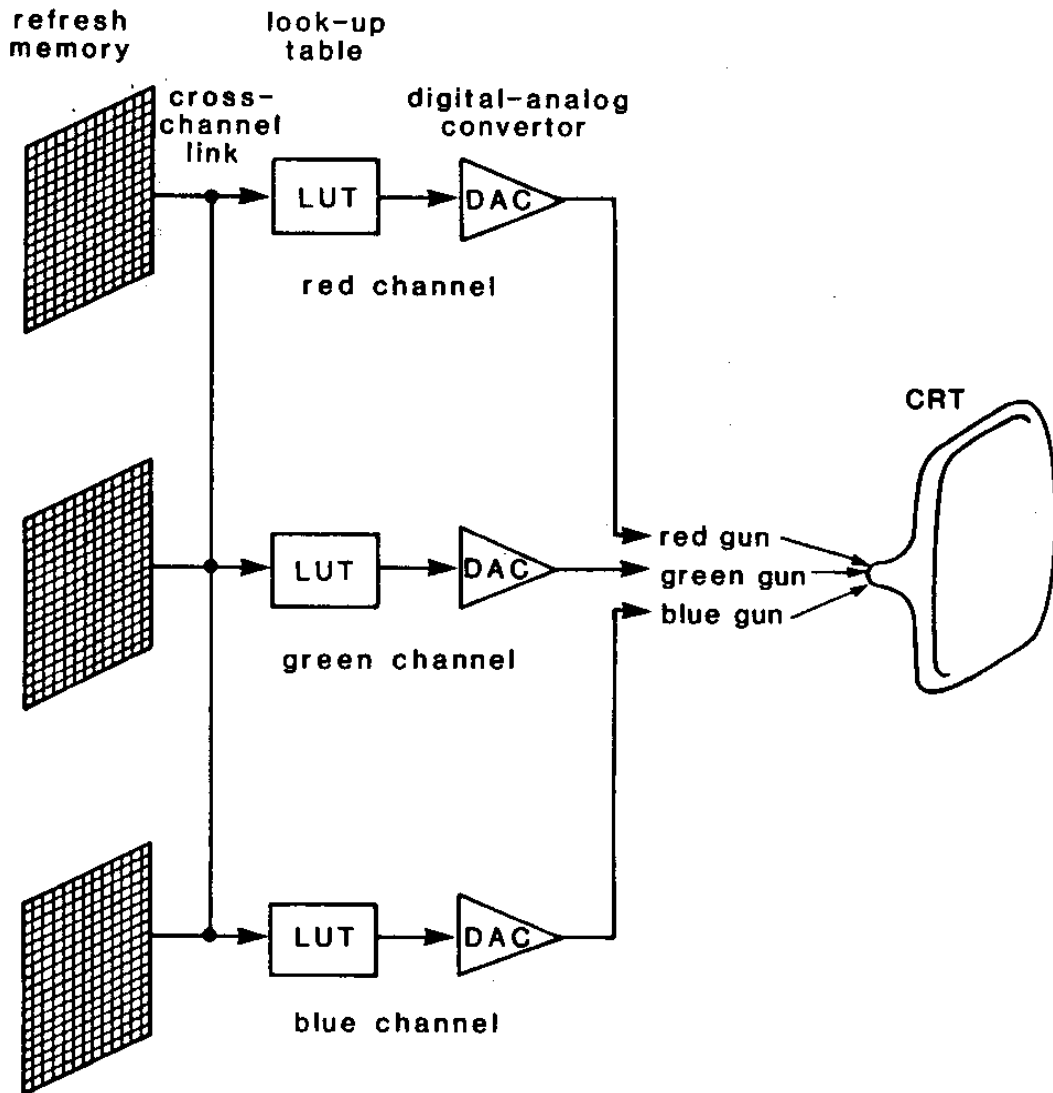 refresh
memory
look-up
table
cross-
channel
link
digital-analog
convertor
LUT
DAC
red channel
CRT
red gun
green gun
blue gun
LUT
DAC
green channel
LUT
DAC
blue channel